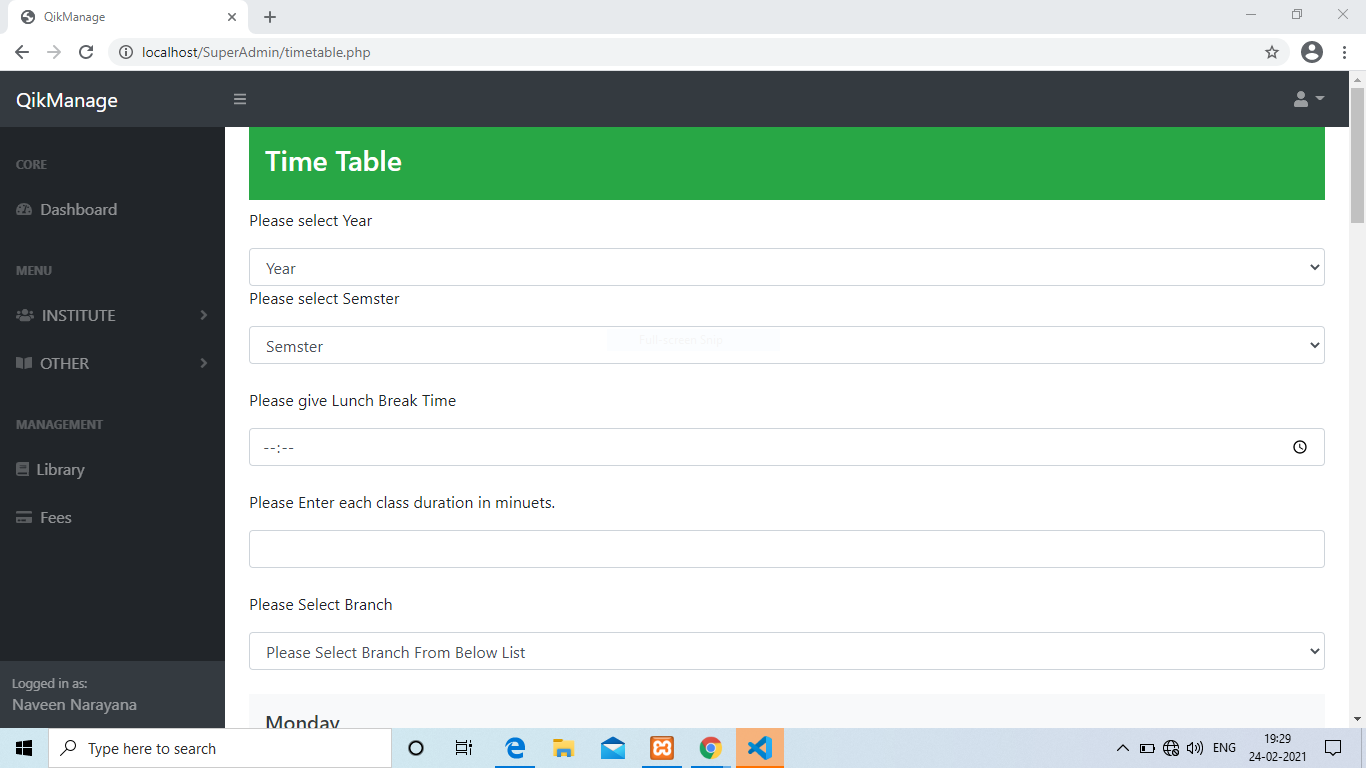 QikManage
localhost/SuperAdmin/timetable.php
QikManage
CORE
Dashboard
MENU
INSTITUTE
OTHER
MANAGEMENT
Library
Fees
Logged in as:
Naveen Narayana
Time Table
Please select Year
Year
Please select Semster
Semster
Full-screen Snip
Please give Lunch Break Time
--:--
Please Enter each class duration in minuets.
Please Select Branch
Please Select Branch From Below List
Monday
Type here to search
ENG
19:29
24-02-2021